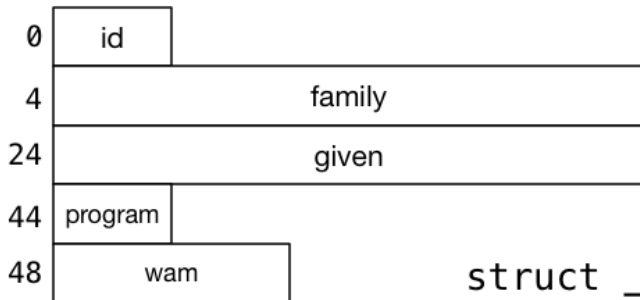 0 id
4 family
24 given
44 program
48 wam
struct _